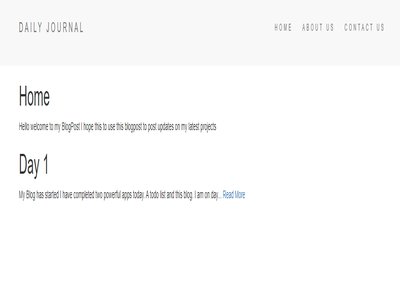 DAILY JOURNAL
HOME ABOUT US CONTACT US
Home
Hello welcome to my BlogPost I hope this to use this blogpost to post updates on my latest projects
Day 1
My Blog has started I have completed two powerful apps today. A todo list and this blog. I am on day... Read More